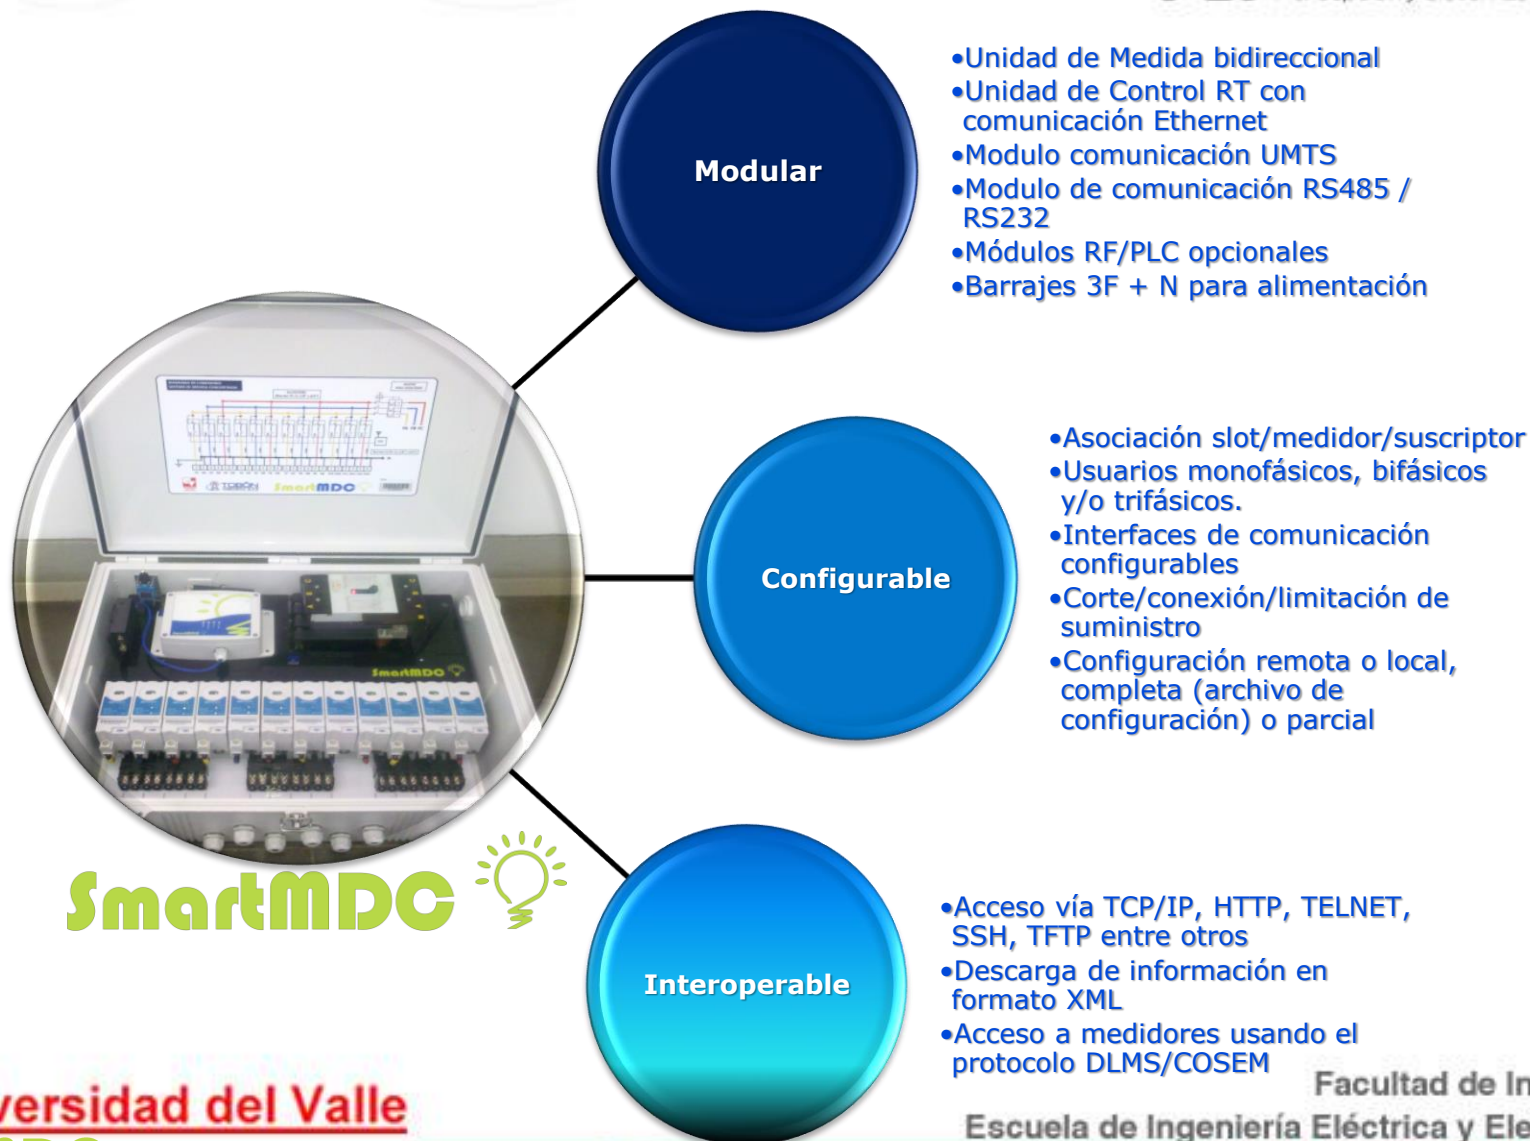 Modular
•Unidad de Medida bidireccional
•Unidad de Control RT con
comunicación Ethernet
•Modulo comunicación UMTS
•Modulo de comunicación RS485 /
RS232
•Módulos RF/PLC opcionales
•Barrajes 3F + N para alimentación
Configurable
•Asociación slot/medidor/suscriptor
•Usuarios monofásicos, bifásicos
y/o trifásicos.
•Interfaces de comunicación
configurables
•Corte/conexión/limitación de
suministro
•Configuración remota o local,
completa (archivo de
configuración) o parcial
TOBÓN
SmartMDC
SmartMDC
SmartMDC
Interoperable
•Acceso vía TCP/IP, HTTP, TELNET,
SSH, TFTP entre otros
•Descarga de información en
formato XML
•Acceso a medidores usando el
protocolo DLMS/COSEM
versidad del Valle
Facultad de In
Escuela de Ingeniería Eléctrica y Ele